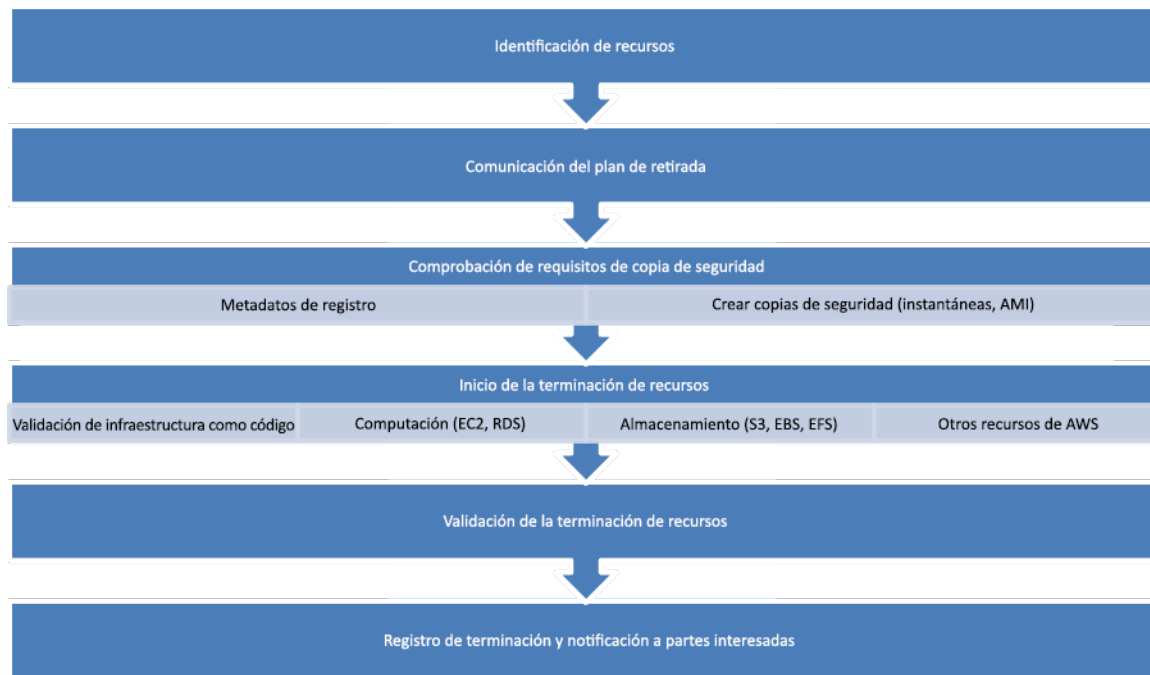 Identificación de recursos
Comunicación del plan de retirada
Comprobación de requisitos de copia de seguridad
Metadatos de registro
Crear copias de seguridad (instantáneas, AMI)
Inicio de la terminación de recursos
Validación de infraestructura como código
Computación (EC2, RDS)
Almacenamiento (S3, EBS, EFS)
Otros recursos de AWS
Validación de la terminación de recursos
Registro de terminación y notificación a partes interesadas